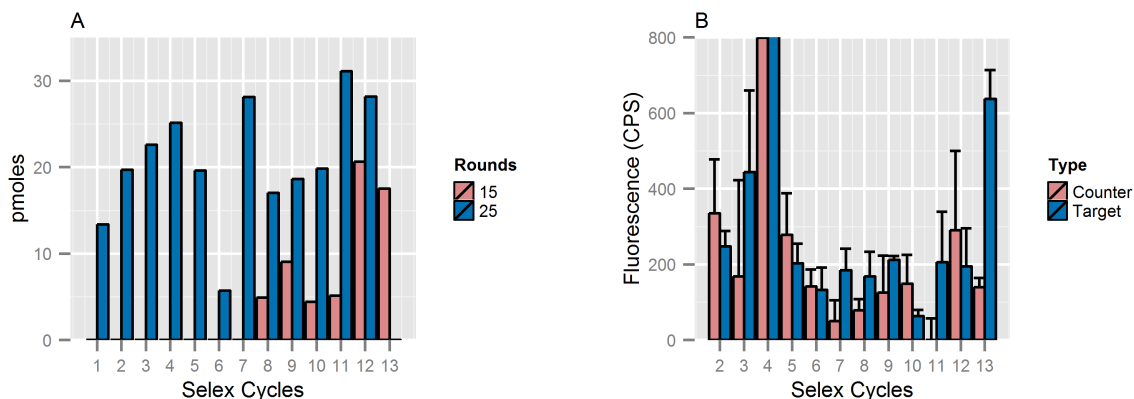 A
pmoles
30
20
10
0
1 2 3 4 5 6 7 8 9 10 11 12 13
Selex Cycles
Rounds
15
25
B
Fluorescence (CPS)
800
600
400
200
0
2 3 4 5 6 7 8 9 10 11 12 13
Selex Cycles
Type
Counter
Target